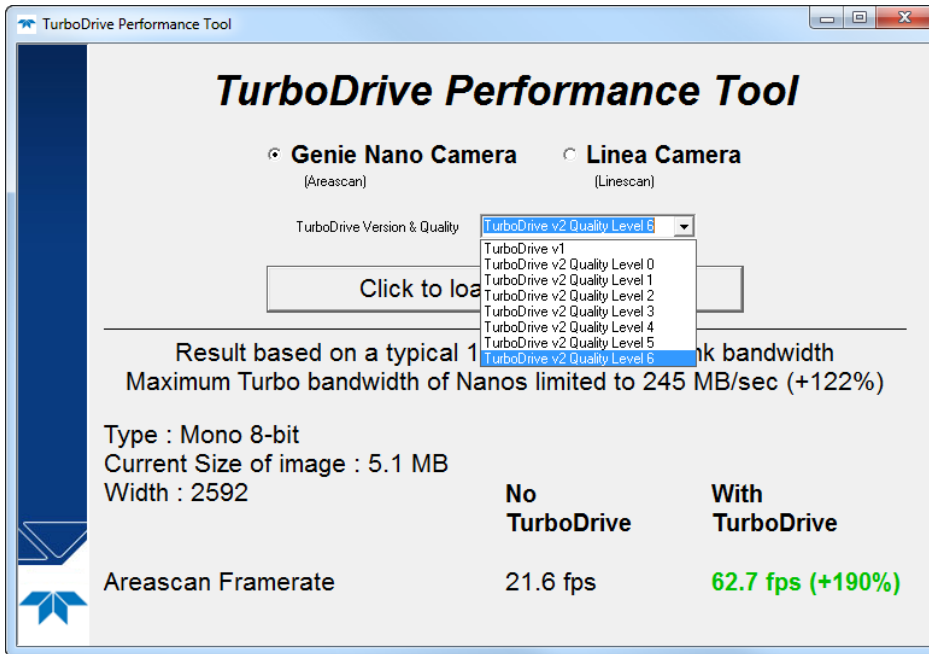 TurboDrive Performance Tool
TurboDrive Performance Tool
Genie Nano Camera Linea Camera
(Areascan) (Linescan)
TurboDrive Version & Quality TurboDrive v2 Quality Level 6
TurboDrive v1
TurboDrive v2 Quality Level 0
TurboDrive v2 Quality Level 1
TurboDrive v2 Quality Level 2
TurboDrive v2 Quality Level 3
TurboDrive v2 Quality Level 4
TurboDrive v2 Quality Level 5
TurboDrive v2 Quality Level 6
Click to
Result based on a typical bandwidth
Maximum Turbo bandwidth of Nanos limited to 245 MB/sec (+122%)
Type : Mono 8-bit
Current Size of image : 5.1 MB
Width : 2592
No With
TurboDrive TurboDrive
Areascan Framerate 21.6 fps 62.7 fps (+190%)